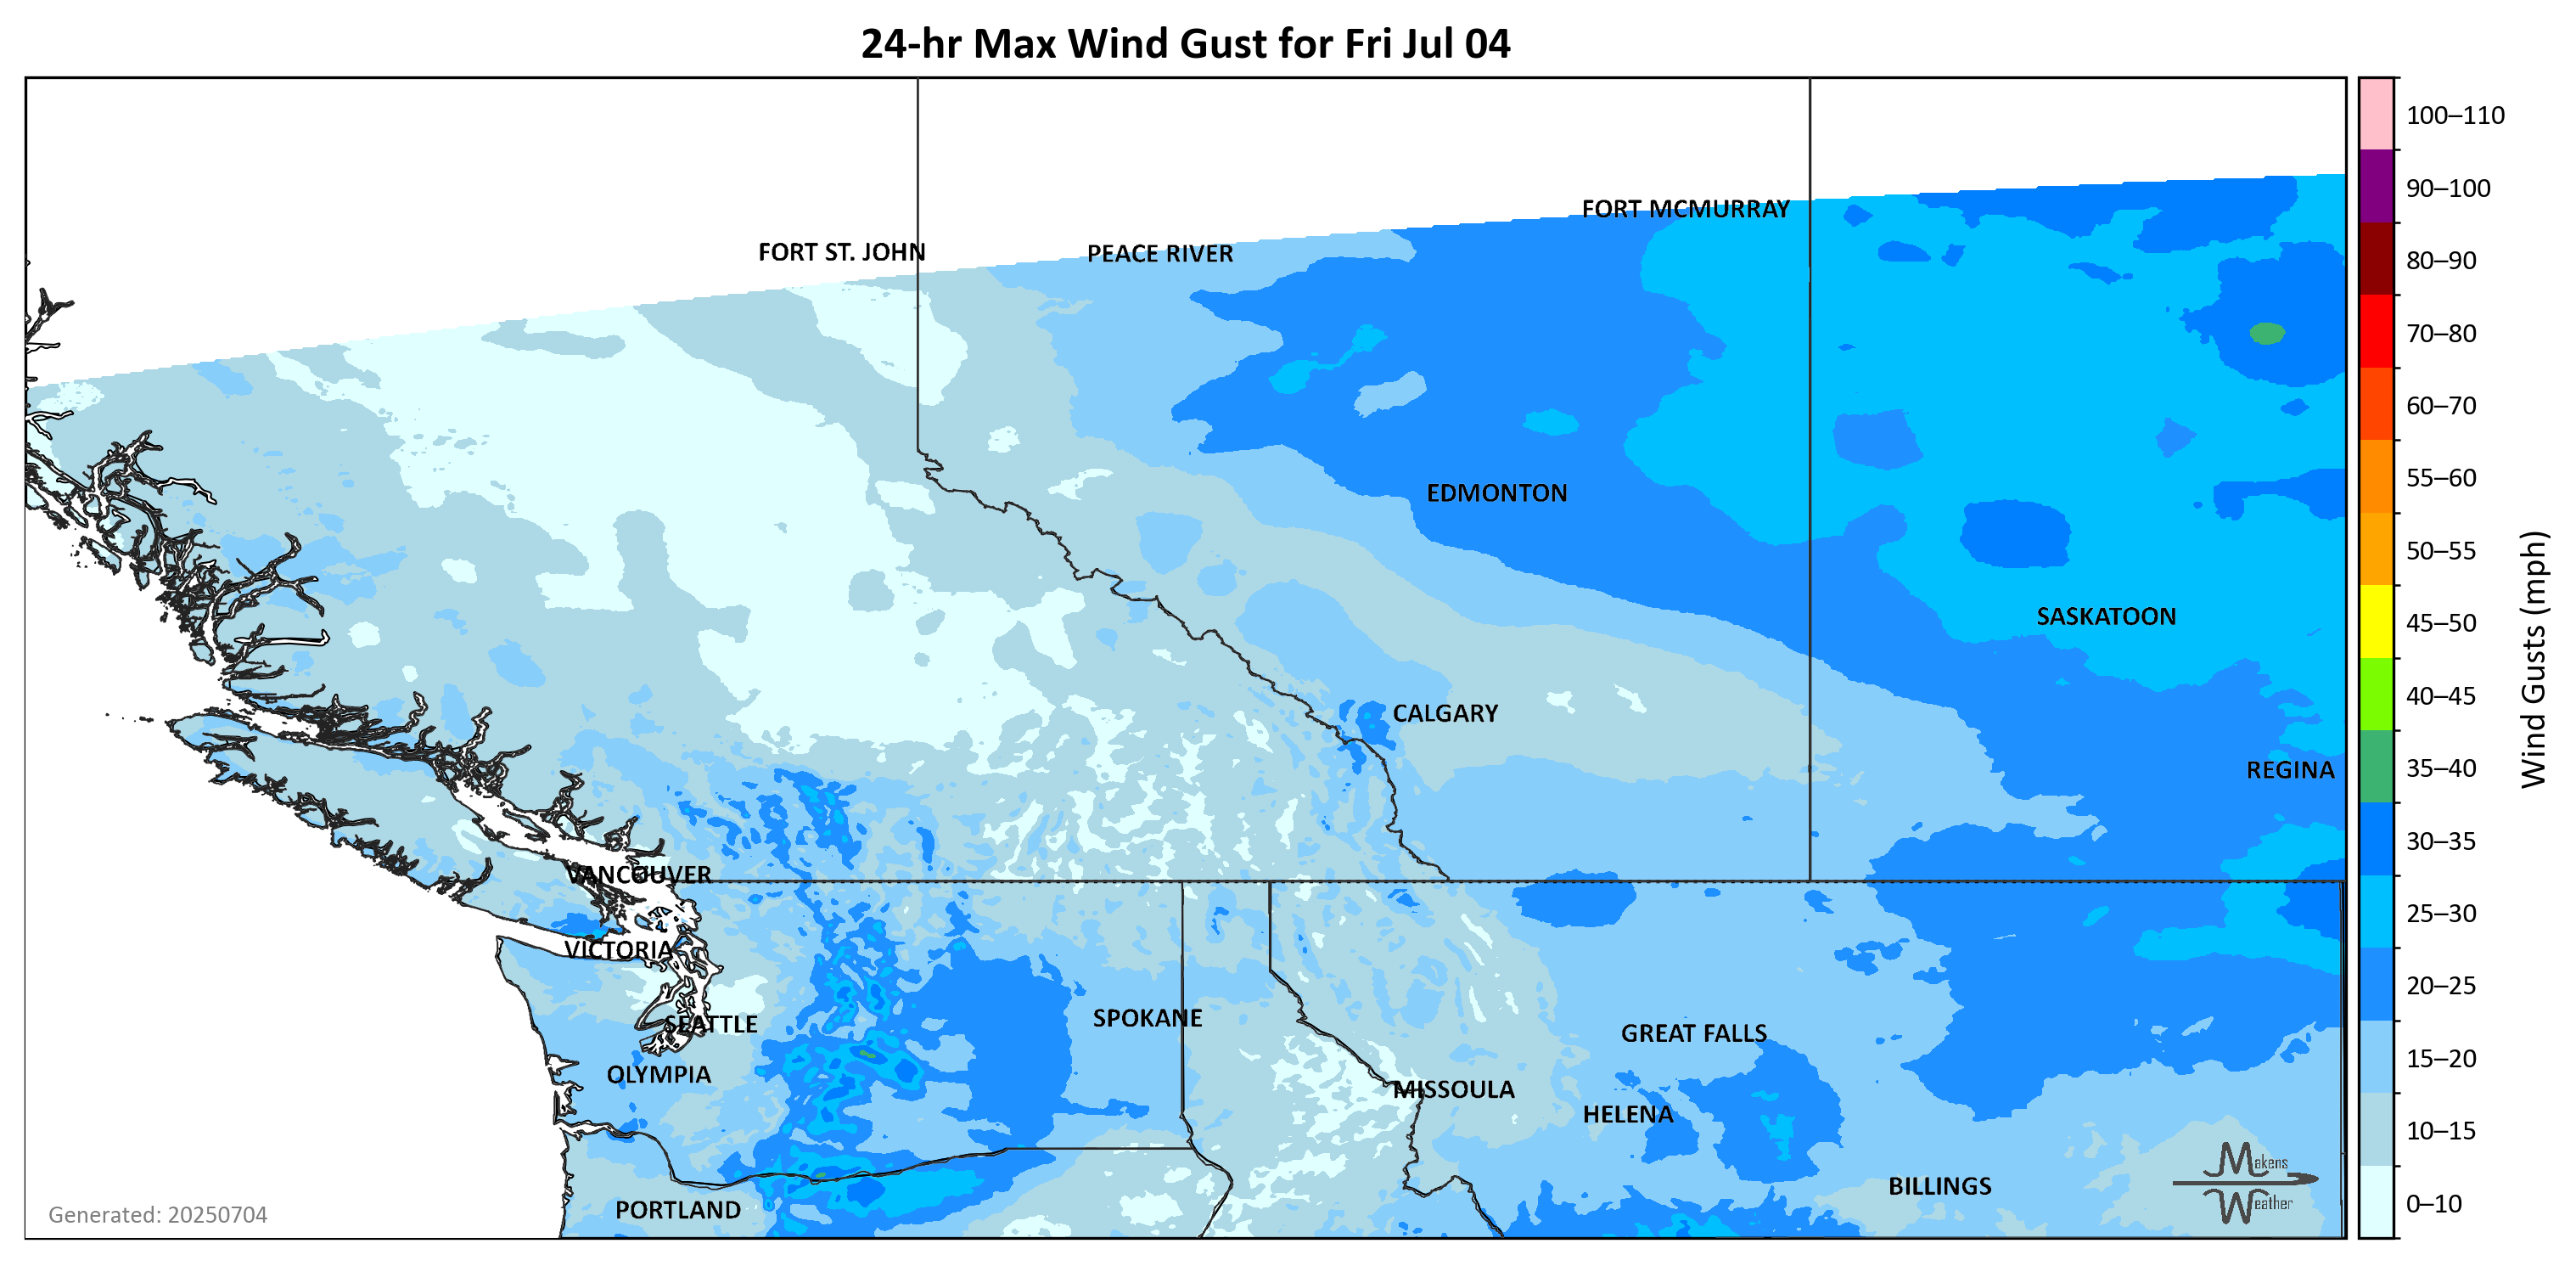 24-hr Max Wind Gust for Fri Jul 04
100–110
90–100
80–90
70–80
60–70
55–60
50–55
45–50
40–45
35–40
30–35
25–30
20–25
15–20
10–15
0–10
Wind Gusts (mph)
FORT MCMURRAY
FORT ST. JOHN
PEACE RIVER
EDMONTON
SASKATOON
CALGARY
REGINA
VANCOUVER
VICTORIA
SEATTLE
SPOKANE
GREAT FALLS
OLYMPIA
MISSOULA
HELENA
BILLINGS
PORTLAND
Makens
Weather
Generated: 20250704